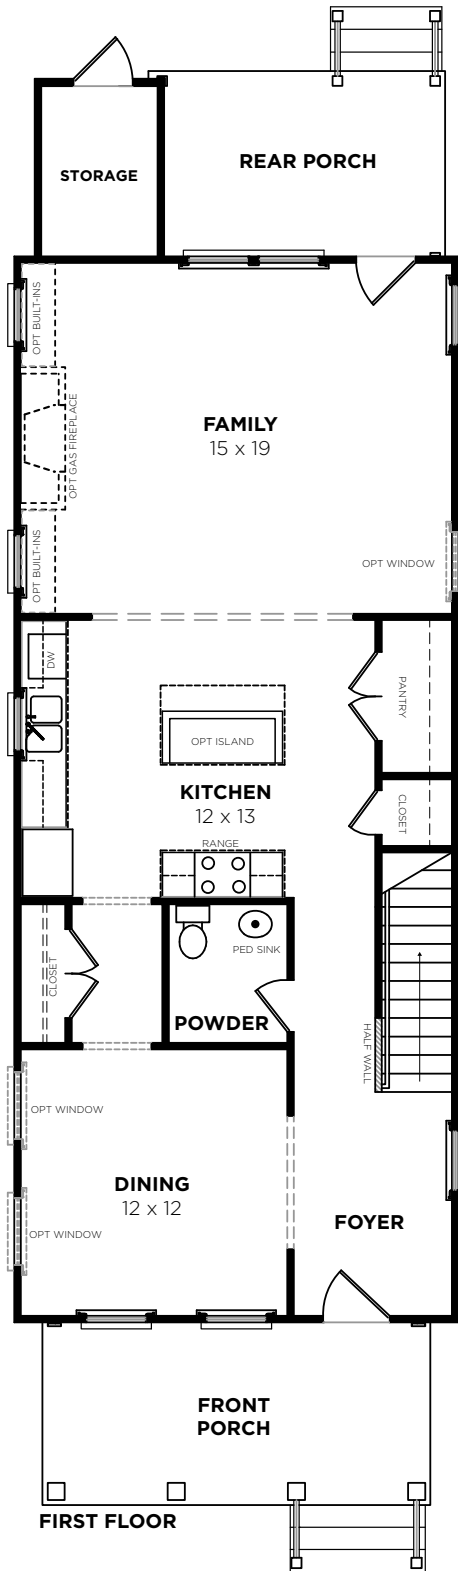 STORAGE
REAR PORCH
OPT BUILT-INS
OPT GAS FIREPLACE
FAMILY
15 x 19
OPT BUILT-INS
OPT WINDOW
DW
PANTRY
OPT ISLAND
KITCHEN
12 x 13
CLOSET
RANGE
PED SINK
CLOSET
POWDER
HALF WALL
OPT WINDOW
DINING
12 x 12
FOYER
OPT WINDOW
FRONT
PORCH
FIRST FLOOR